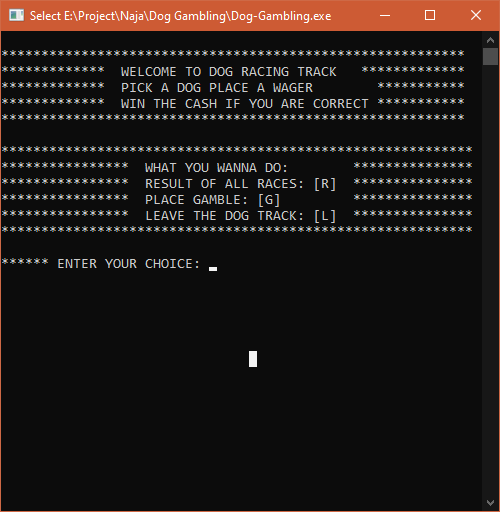 Select E:\Project\Naja\Dog Gambling\Dog-Gambling.exe
**********************************************************
*************  WELCOME TO DOG RACING TRACK   *************
*************  PICK A DOG PLACE A WAGER        ***********
*************  WIN THE CASH IF YOU ARE CORRECT ***********
**********************************************************
***********************************************************
****************  WHAT YOU WANNA DO:        ***************
****************  RESULT OF ALL RACES: [R]  ***************
****************  PLACE GAMBLE: [G]         ***************
****************  LEAVE THE DOG TRACK: [L]  ***************
***********************************************************
****** ENTER YOUR CHOICE: